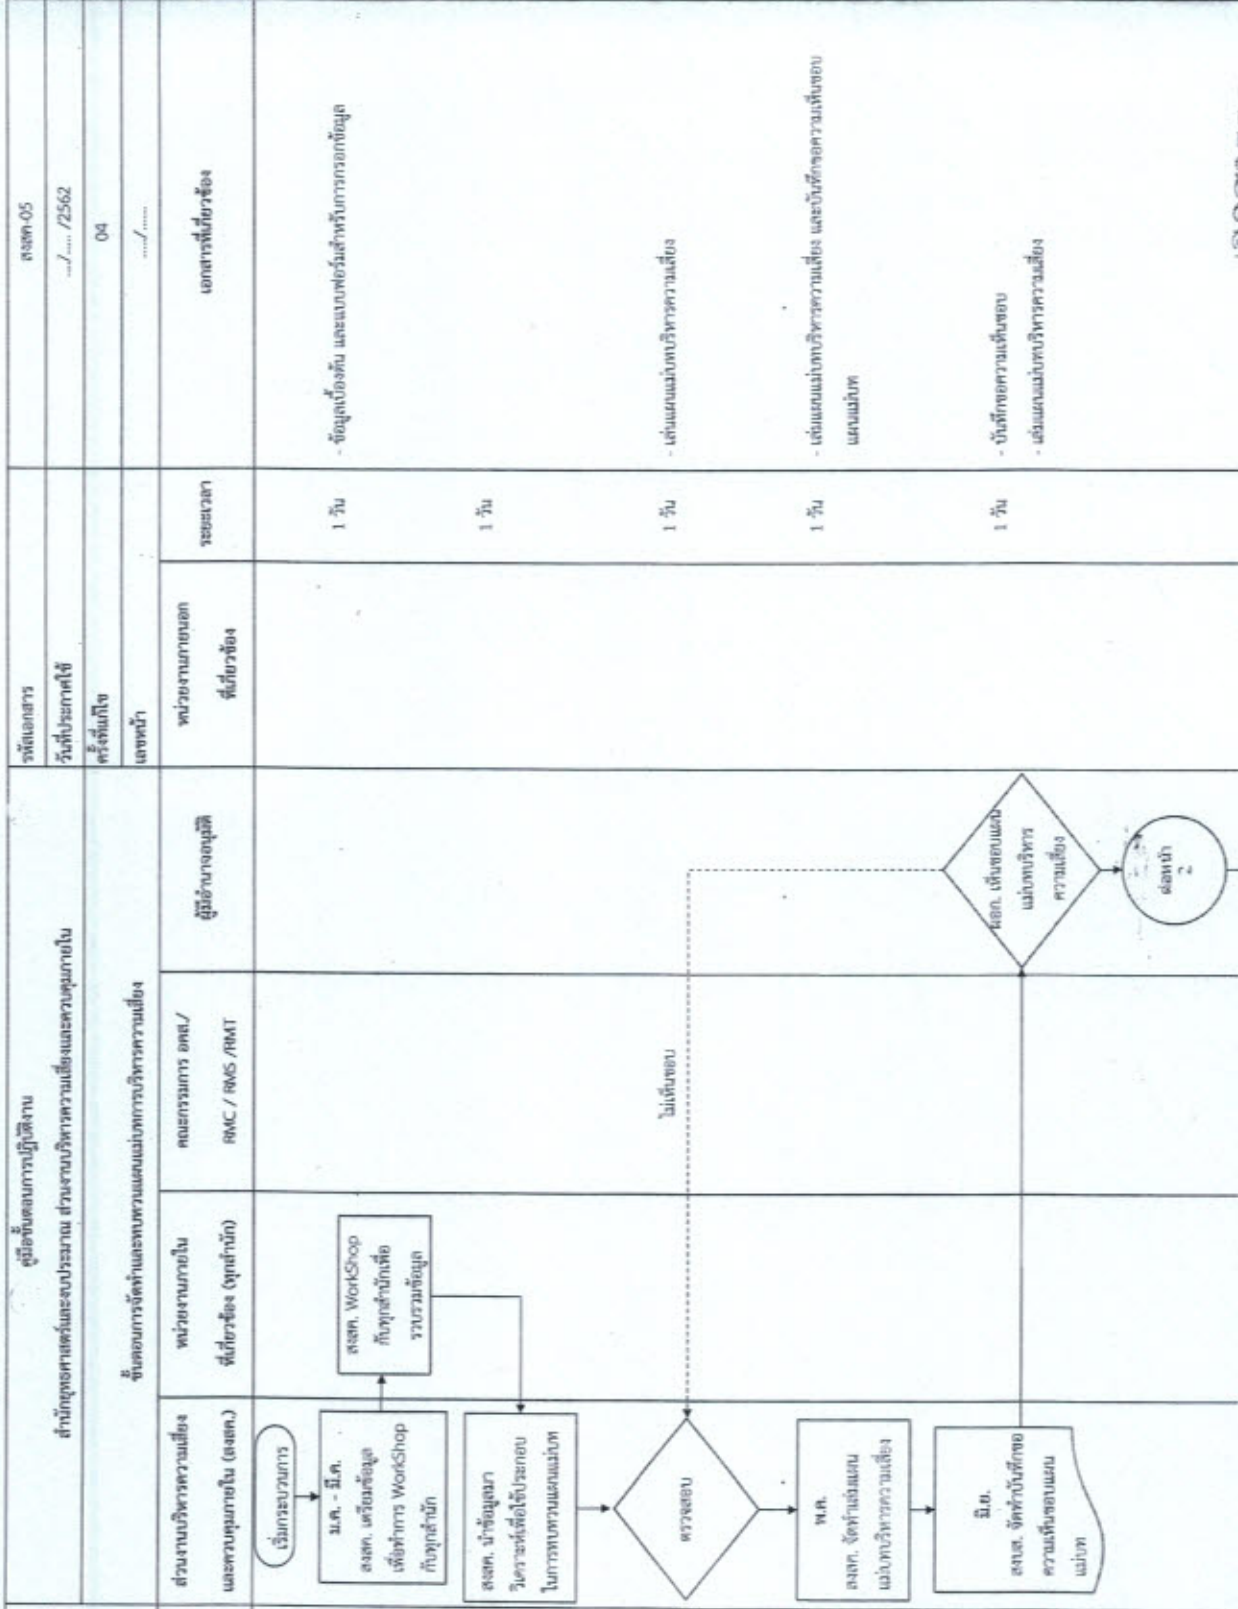 คู่มือขั้นตอนการปฏิบัติงาน
สำนักยุทธศาสตร์และงบประมาณ ส่วนงานบริหารความเสี่ยงและควบคุมภายใน
ขั้นตอนการจัดทำและทบทวนแผนแม่บทการบริหารความเสี่ยง
รหัสเอกสาร
สงสค-05
วันที่ประกาศใช้
.../..... /2562
ครั้งที่แก้ไข
04
เลขหน้า
...../......
ส่วนงานบริหารความเสี่ยง
และควบคุมภายใน (สงสค.)
หน่วยงานภายใน
ที่เกี่ยวข้อง (ทุกสำนัก)
คณะกรรมการ อคส./
RMC / RMS /RMT
ผู้มีอำนาจอนุมัติ
หน่วยงานภายนอก
ที่เกี่ยวข้อง
ระยะเวลา
เอกสารที่เกี่ยวข้อง
เริ่มกระบวนการ
ม.ค. - มี.ค.
สงสค. เตรียมข้อมูล
เพื่อทำการ WorkShop
กับทุกสำนัก
สงสค. WorkShop
กับทุกสำนักเพื่อ
รวบรวมข้อมูล
1 วัน
- ข้อมูลเบื้องต้น และแบบฟอร์มสำหรับการกรอกข้อมูล
สงสค. นำข้อมูลมา
วิเคราะห์เพื่อใช้ประกอบ
ในการทบทวนแผนแม่บท
1 วัน
ตรวจสอบ
ไม่เห็นชอบ
1 วัน
- เล่มแผนแม่บทบริหารความเสี่ยง
พ.ค.
สงสค. จัดทำเล่มแผน
แม่บทบริหารความเสี่ยง
1 วัน
- เล่มแผนแม่บทบริหารความเสี่ยง และบันทึกขอความเห็นชอบ
แผนแม่บท
มิ.ย.
สงบส. จัดทำบันทึกขอ
ความเห็นชอบแผน
แม่บท
ผอก. เห็นชอบแผน
แม่บทบริหาร
ความเสี่ยง
1 วัน
- บันทึกขอความเห็นชอบ
- เล่มแผนแม่บทบริหารความเสี่ยง
ต่อหน้า
2